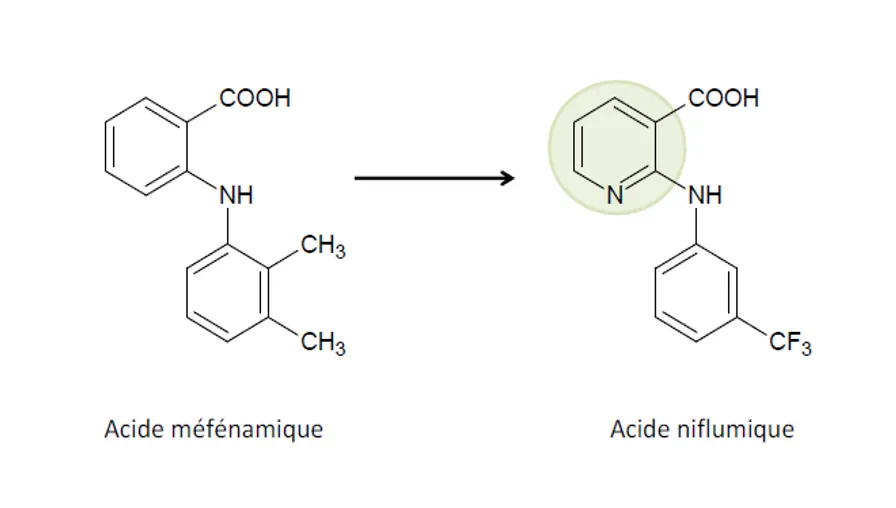 COOH
NH
CH3
CH3
Acide méfénamique
COOH
N
NH
CF3
Acide niflumique